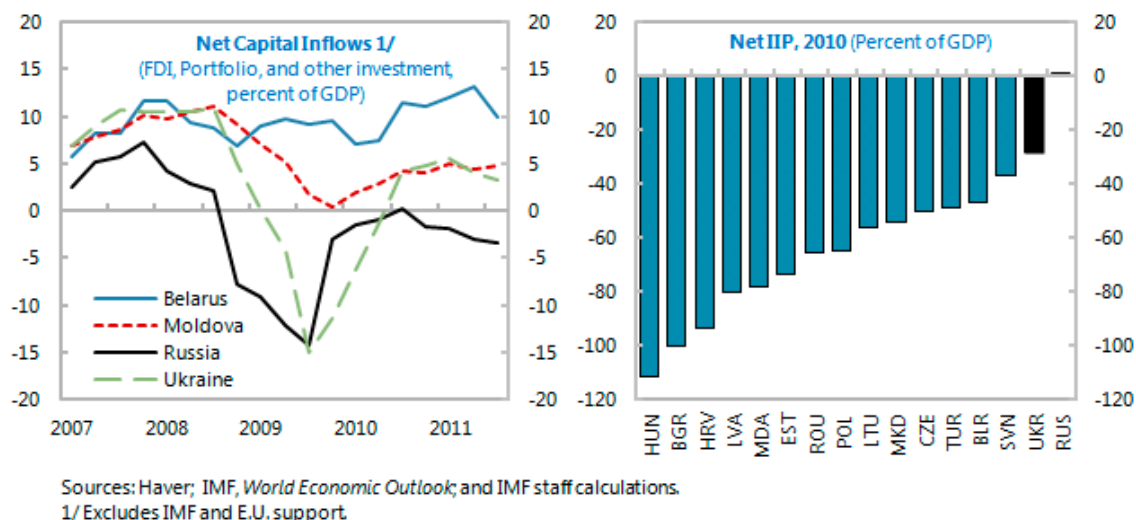 Net Capital Inflows 1/
(FDI, Portfolio, and other investment,
percent of GDP)
20 20
15 15
10 10
5 5
0 0
-5 -5
-10 -10
-15 -15
-20 -20
Belarus
Moldova
Russia
Ukraine
2007 2008 2009 2010 2011
Net IIP, 2010 (Percent of GDP)
20 20
0 0
-20 -20
-40 -40
-60 -60
-80 -80
-100 -100
-120 -120
HUN BGR HRV LVA MDA EST ROU POL LTU MKD CZE TUR BLR SVN UKR RUS
Sources: Haver; IMF, World Economic Outlook; and IMF staff calculations.
1/ Excludes IMF and E.U. support.